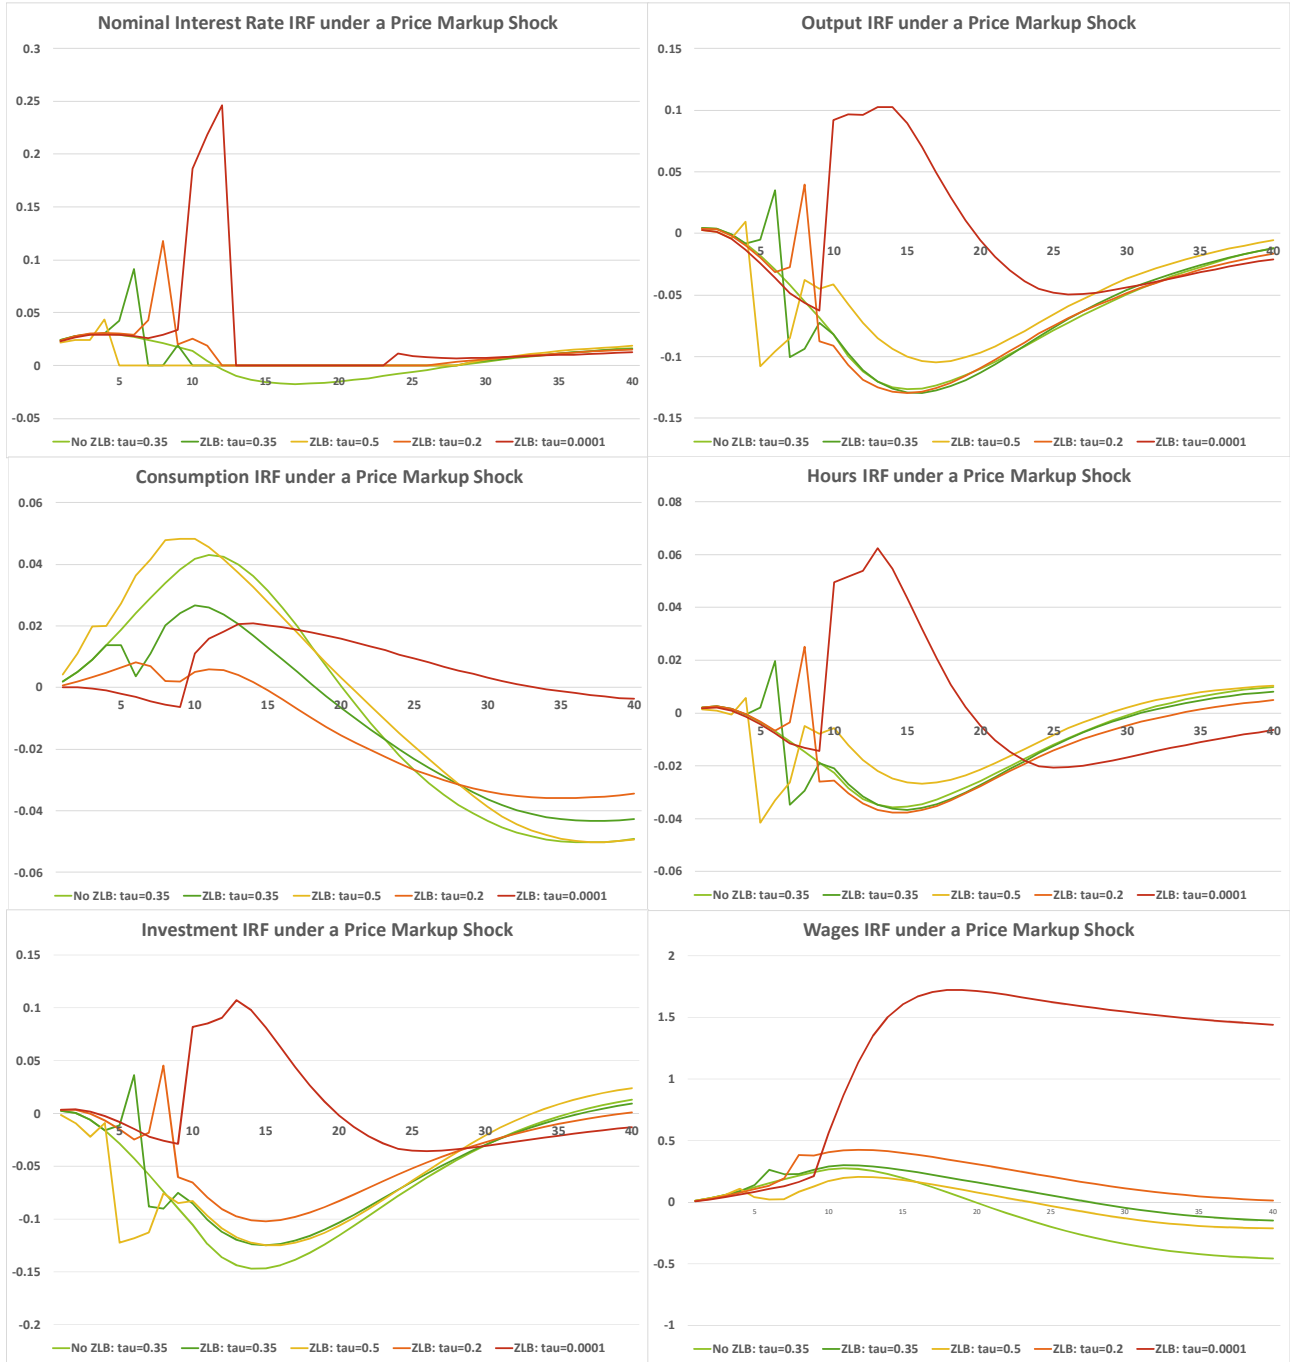 Nominal Interest Rate IRF under a Price Markup Shock
0.3
0.25
0.2
0.15
0.1
0.05
0
-0.05
5 10 15 20 25 30 35 40
No ZLB: tau=0.35 ZLB: tau=0.35 ZLB: tau=0.5 ZLB: tau=0.2 ZLB: tau=0.0001
Output IRF under a Price Markup Shock
0.15
0.1
0.05
0
-0.05
-0.1
-0.15
5 10 15 20 25 30 35 40
No ZLB: tau=0.35 ZLB: tau=0.35 ZLB: tau=0.5 ZLB: tau=0.2 ZLB: tau=0.0001
Consumption IRF under a Price Markup Shock
0.06
0.04
0.02
0
-0.02
-0.04
-0.06
5 10 15 20 25 30 35 40
No ZLB: tau=0.35 ZLB: tau=0.35 ZLB: tau=0.5 ZLB: tau=0.2 ZLB: tau=0.0001
Hours IRF under a Price Markup Shock
0.08
0.06
0.04
0.02
0
-0.02
-0.04
-0.06
5 10 15 20 25 30 35 40
No ZLB: tau=0.35 ZLB: tau=0.35 ZLB: tau=0.5 ZLB: tau=0.2 ZLB: tau=0.0001
Investment IRF under a Price Markup Shock
0.15
0.1
0.05
0
-0.05
-0.1
-0.15
-0.2
5 10 15 20 25 30 35 40
No ZLB: tau=0.35 ZLB: tau=0.35 ZLB: tau=0.5 ZLB: tau=0.2 ZLB: tau=0.0001
Wages IRF under a Price Markup Shock
2
1.5
1
0.5
0
-0.5
-1
5 10 15 20 25 30 35 40
No ZLB: tau=0.35 ZLB: tau=0.35 ZLB: tau=0.5 ZLB: tau=0.2 ZLB: tau=0.0001